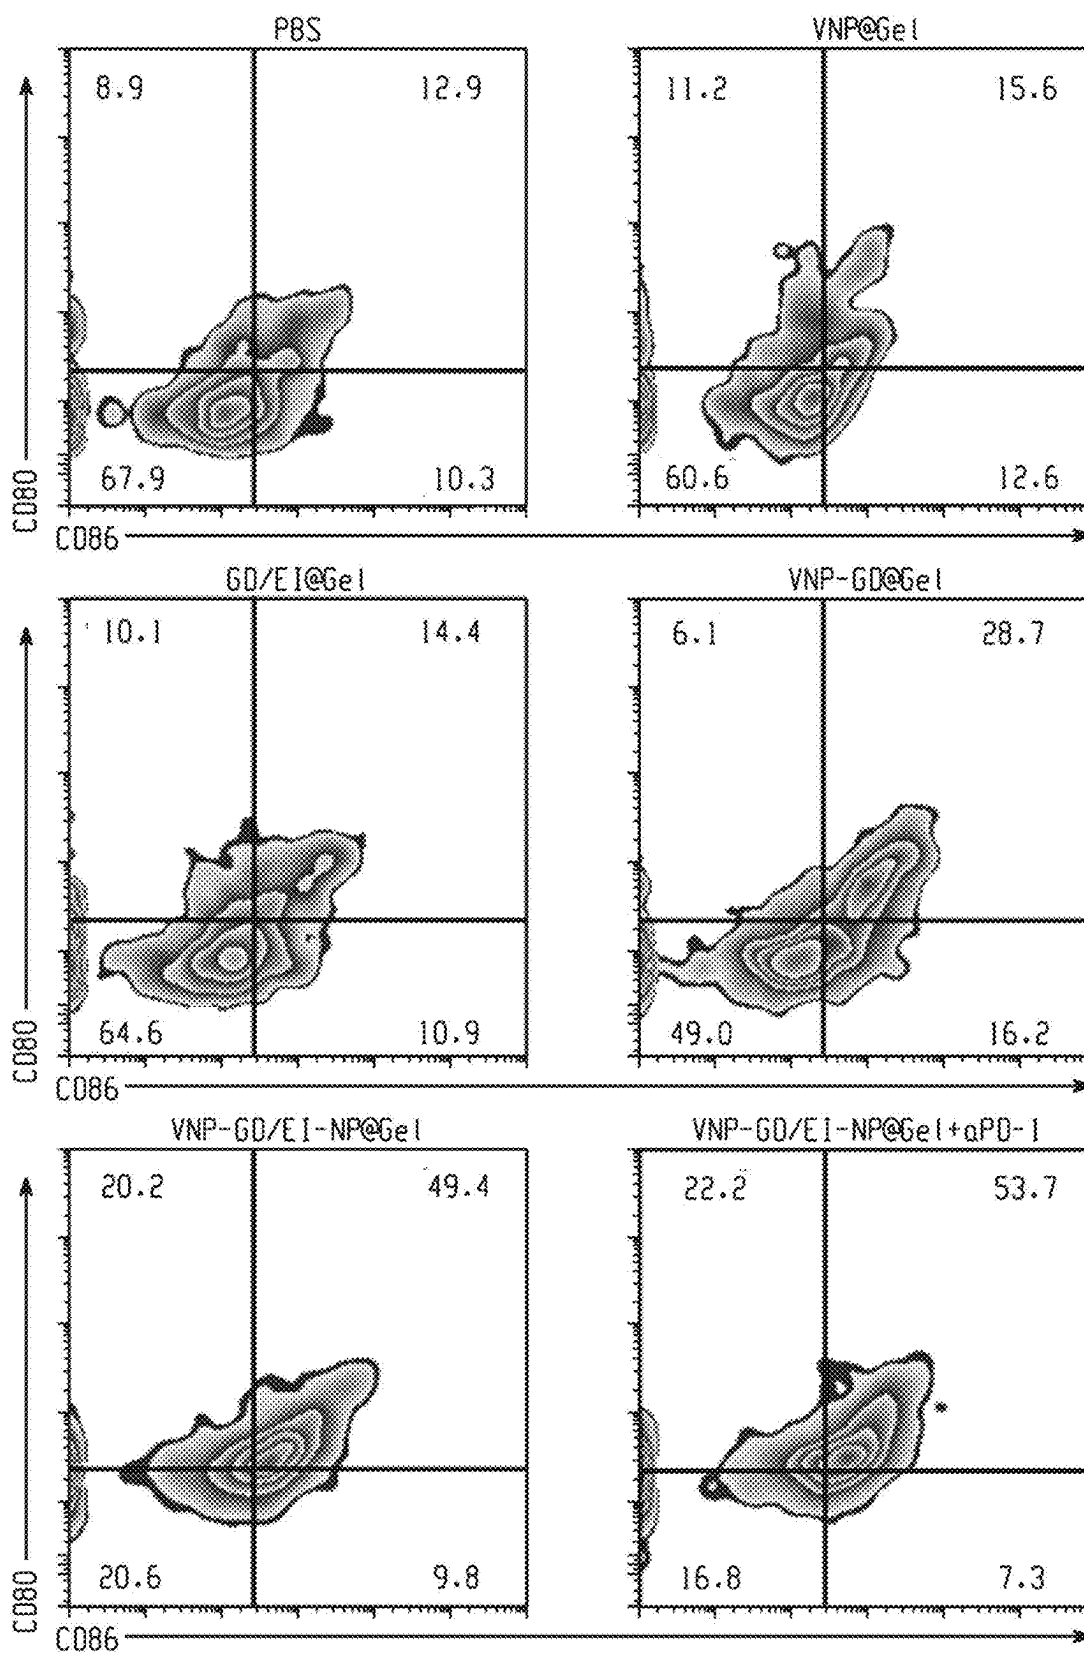 PBS
VNP@Gel
8.9 12.9
11.2 15.6
67.9 10.3
60.6 12.6
CD80
CD86
CD86
GD/EI@Gel
VNP-GD@Gel
10.1 14.4
6.1 28.7
64.6 10.9
49.0 16.2
CD80
CD86
CD86
VNP-GD/EI-NP@Gel
VNP-GD/EI-NP@Gel+aPD-1
20.2 49.4
22.2 53.7
20.6 9.8
16.8 7.3
CD80
CD86